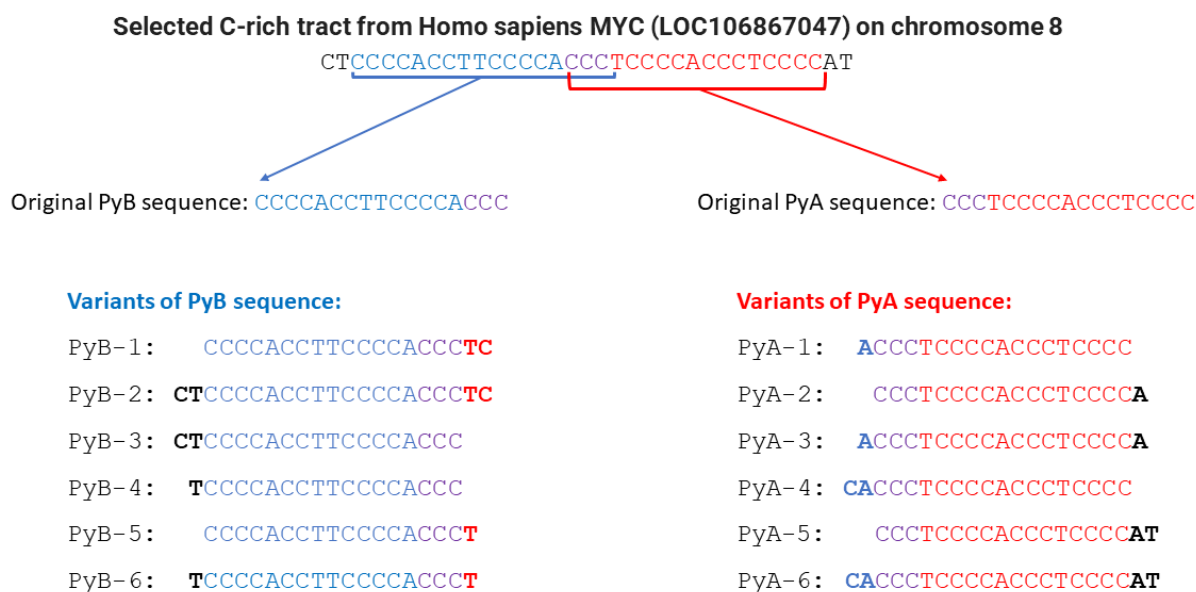 Selected C-rich tract from Homo sapiens MYC (LOC106867047) on chromosome 8
CTCCCCACCTTCCCCACCCTCCCCACCCTCCCCAT
Original PyB sequence: CCCCACCTTCCCCACCC
Original PyA sequence: CCCTCCCCACCCTCCCC
Variants of PyB sequence:
PyB-1: CCCCACCTTCCCCACCCTC
PyB-2: CTCCCCACCTTCCCCACCCTC
PyB-3: CTCCCCACCTTCCCCACCC
PyB-4: TCCCCACCTTCCCCACCC
PyB-5: CCCCACCTTCCCCACCCT
PyB-6: TCCCCACCTTCCCCACCCT
Variants of PyA sequence:
PyA-1: ACCCTCCCCACCCTCCCC
PyA-2: CCCTCCCCACCCTCCCCA
PyA-3: ACCCTCCCCACCCTCCCCA
PyA-4: CACCCTCCCCACCCTCCCC
PyA-5: CCCTCCCCACCCTCCCCAT
PyA-6: CACCCTCCCCACCCTCCCCAT